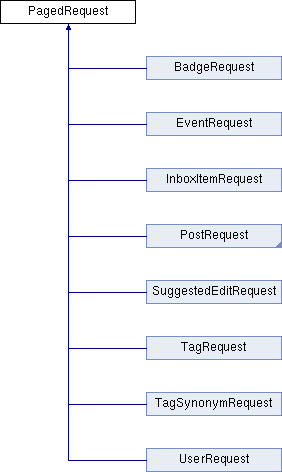 PagedRequest
BadgeRequest
EventRequest
InboxItemRequest
PostRequest
SuggestedEditRequest
TagRequest
TagSynonymRequest
UserRequest